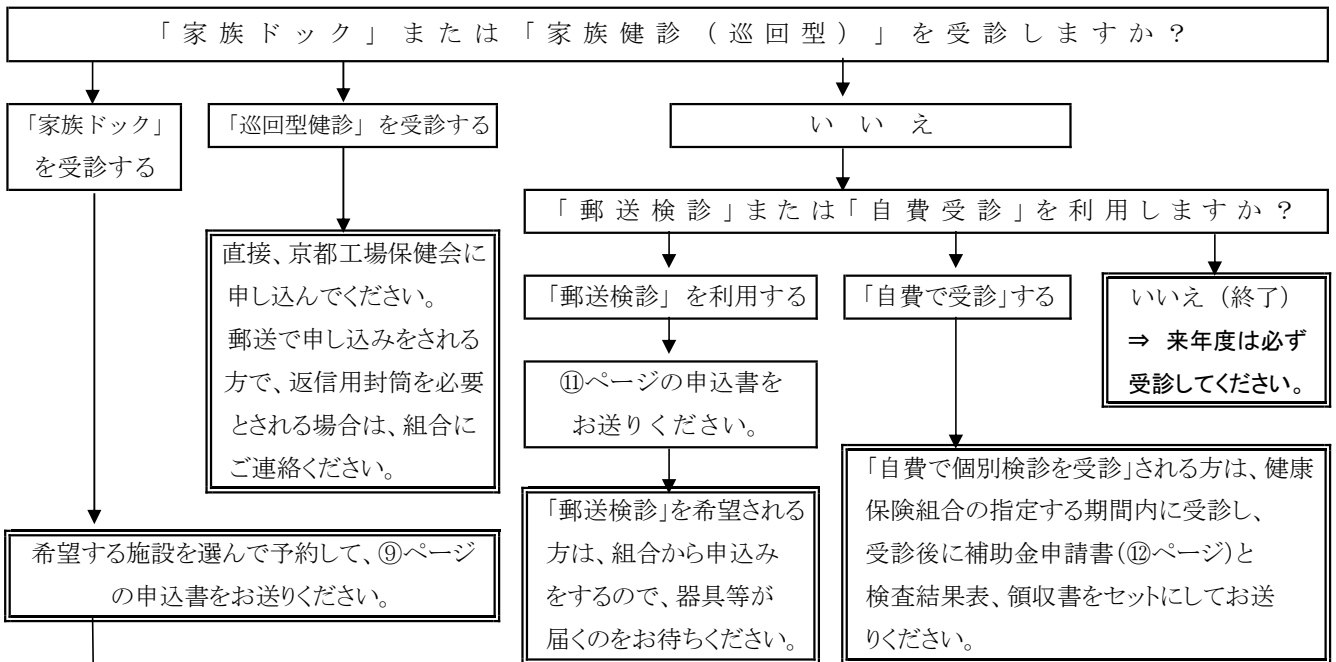 「家族ドック」または「家族健診（巡回型）」を受診しますか？
「家族ドック」
を受診する
「巡回型健診」を受診する
いいえ
「郵送検診」または「自費受診」を利用しますか？
直接、京都工場保健会に
申し込んでください。
郵送で申し込みをされる
方で、返信用封筒を必要
とされる場合は、組合に
ご連絡ください。
「郵送検診」を利用する
「自費で受診」する
いいえ（終了）
⇒ 来年度は必ず
受診してください。
⑪ページの申込書を
お送りください。
「郵送検診」を希望される
方は、組合から申込み
をするので、器具等が
届くのをお待ちください。
「自費で個別検診を受診」される方は、健康
保険組合の指定する期間内に受診し、
受診後に補助金申請書（⑫ページ）と
検査結果表、領収書をセットにしてお送
りください。
希望する施設を選んで予約して、⑨ページ
の申込書をお送りください。